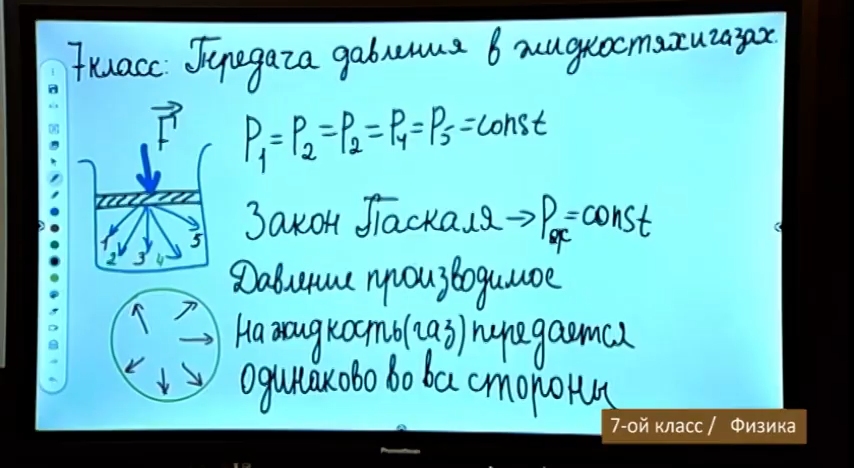 7класс: Передача давления в жидкостях и газах.
F
P₁ = P₂ = P₂ = P₄ = P₅ = const
Закон Паскаля → Pж = const
1 2 3 4 5
Давление производимое
на жидкость (газ) передается
одинаково во все стороны
7-ой класс / Физика
Promethean